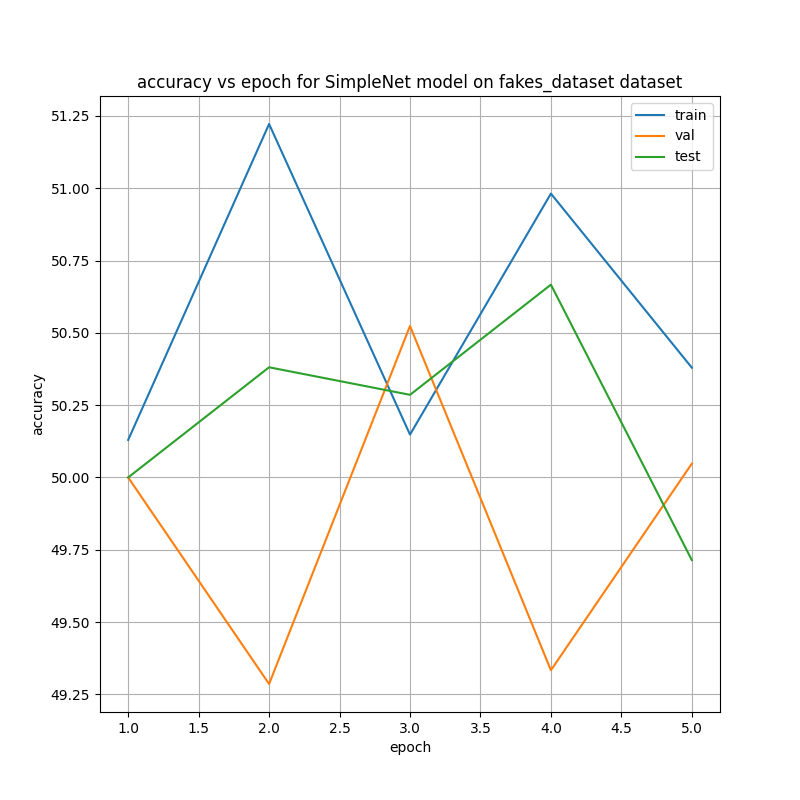 accuracy vs epoch for SimpleNet model on fakes_dataset dataset
train
val
test
accuracy
51.25
51.00
50.75
50.50
50.25
50.00
49.75
49.50
49.25
1.0 1.5 2.0 2.5 3.0 3.5 4.0 4.5 5.0
epoch